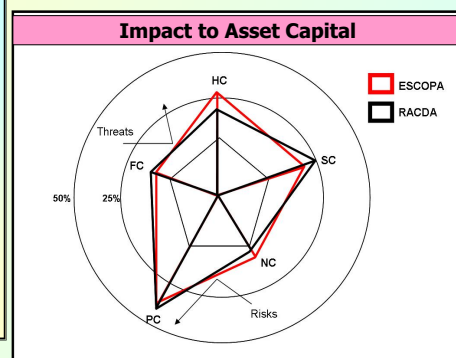 Impact to Asset Capital
HC
ESCOPA
RACDA
Threats
SC
FC
50%
25%
NC
Risks
PC